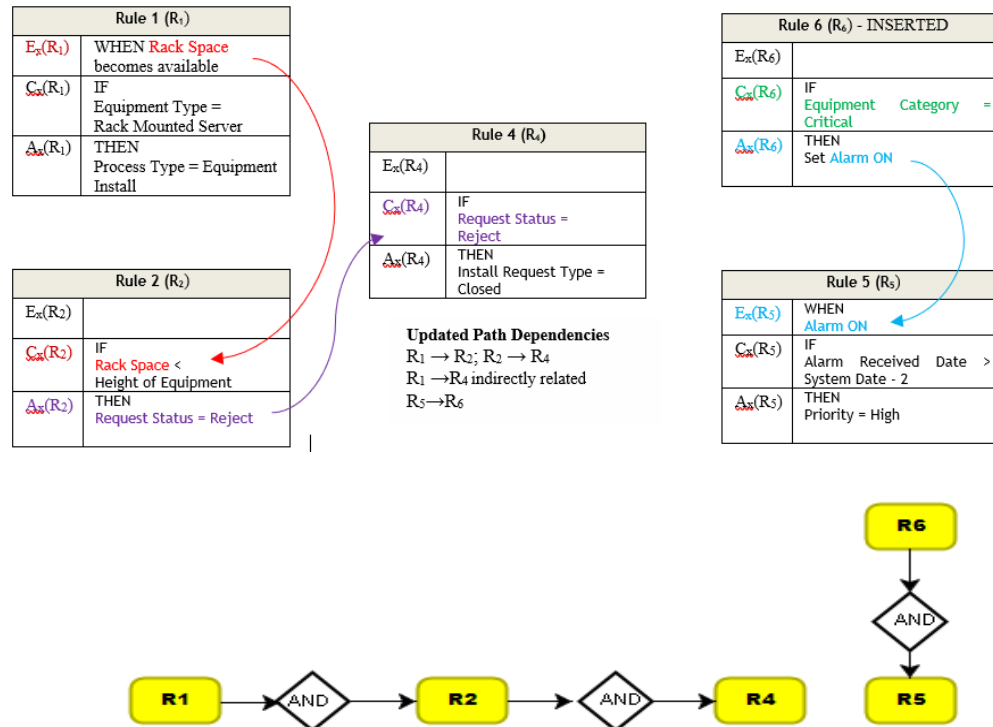 Rule 1 (R₁)
Eₓ(R₁) WHEN Rack Space
becomes available
Cₓ(R₁) IF
Equipment Type =
Rack Mounted Server
Aₓ(R₁) THEN
Process Type = Equipment
Install
Rule 2 (R₂)
Eₓ(R₂)
Cₓ(R₂) IF
Rack Space <
Height of Equipment
Aₓ(R₂) THEN
Request Status = Reject
Rule 4 (R₄)
Eₓ(R₄)
Cₓ(R₄) IF
Request Status =
Reject
Aₓ(R₄) THEN
Install Request Type =
Closed
Updated Path Dependencies
R₁ → R₂; R₂ → R₄
R₁ →R₄ indirectly related
R₅→R₆
Rule 6 (R₆) - INSERTED
Eₓ(R₆)
Cₓ(R₆) IF
Equipment Category =
Critical
Aₓ(R₆) THEN
Set Alarm ON
Rule 5 (R₅)
Eₓ(R₅) WHEN
Alarm ON
Cₓ(R₅) IF
Alarm Received Date >
System Date - 2
Aₓ(R₅) THEN
Priority = High
R6
AND
R1 AND R2 AND R4 R5